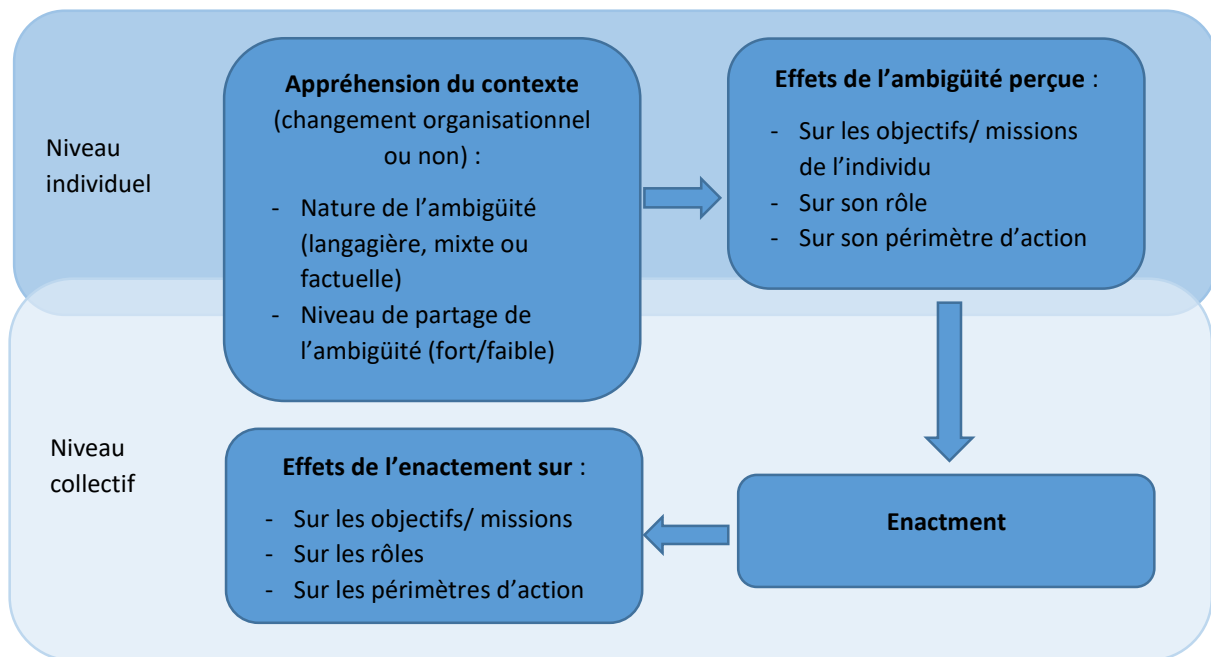 Niveau
individuel
Appréhension du contexte
(changement organisationnel
ou non) :
- Nature de l'ambigüité
(langagière, mixte ou
factuelle)
- Niveau de partage de
l'ambigüité (fort/faible)
Effets de l'ambigüité perçue :
- Sur les objectifs/ missions
de l'individu
- Sur son rôle
- Sur son périmètre d'action
Niveau
collectif
Effets de l'enactement sur :
- Sur les objectifs/ missions
- Sur les rôles
- Sur les périmètres d'action
Enactment